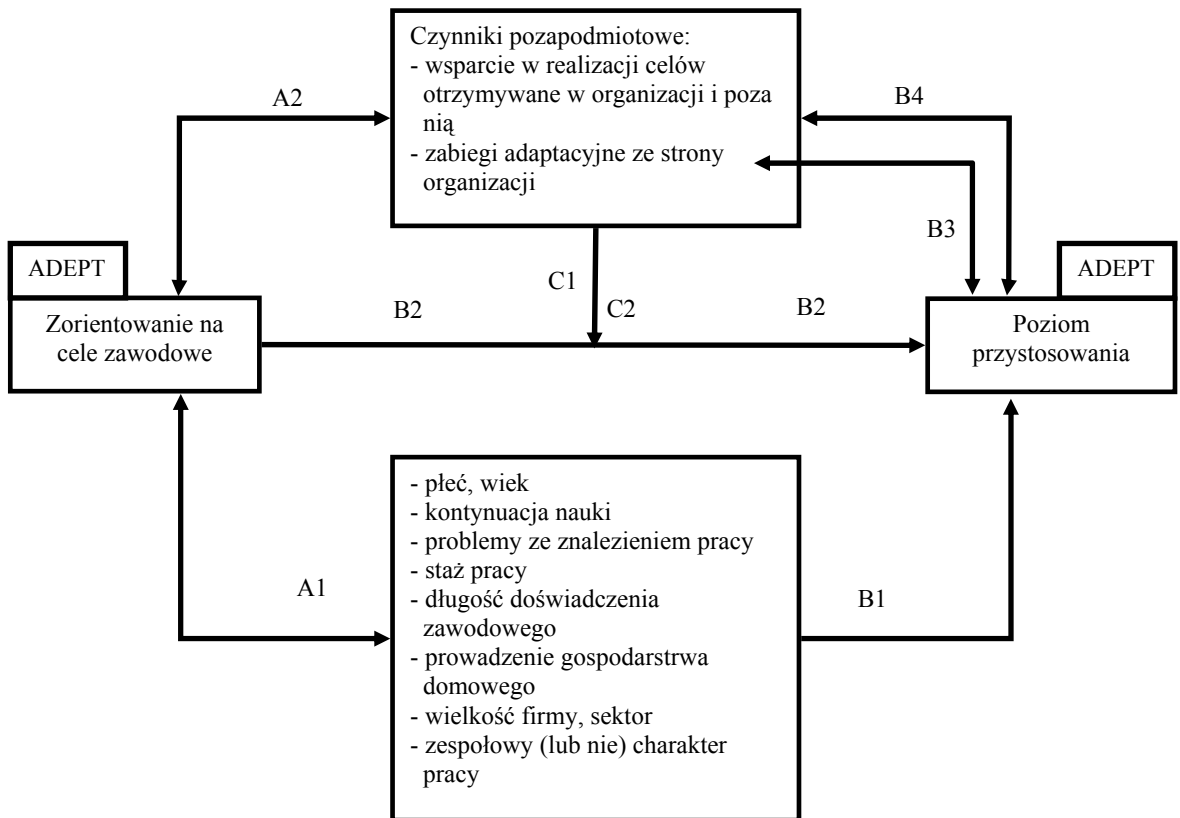 Czynniki pozapodmiotowe:
- wsparcie w realizacji celów
otrzymywane w organizacji i poza
nią
- zabiegi adaptacyjne ze strony
organizacji
A2
B4
B3
ADEPT
ADEPT
C1
B2
C2
B2
Zorientowanie na
cele zawodowe
Poziom
przystosowania
- płeć, wiek
- kontynuacja nauki
- problemy ze znalezieniem pracy
- staż pracy
- długość doświadczenia
zawodowego
- prowadzenie gospodarstwa
domowego
- wielkość firmy, sektor
- zespołowy (lub nie) charakter
pracy
A1
B1